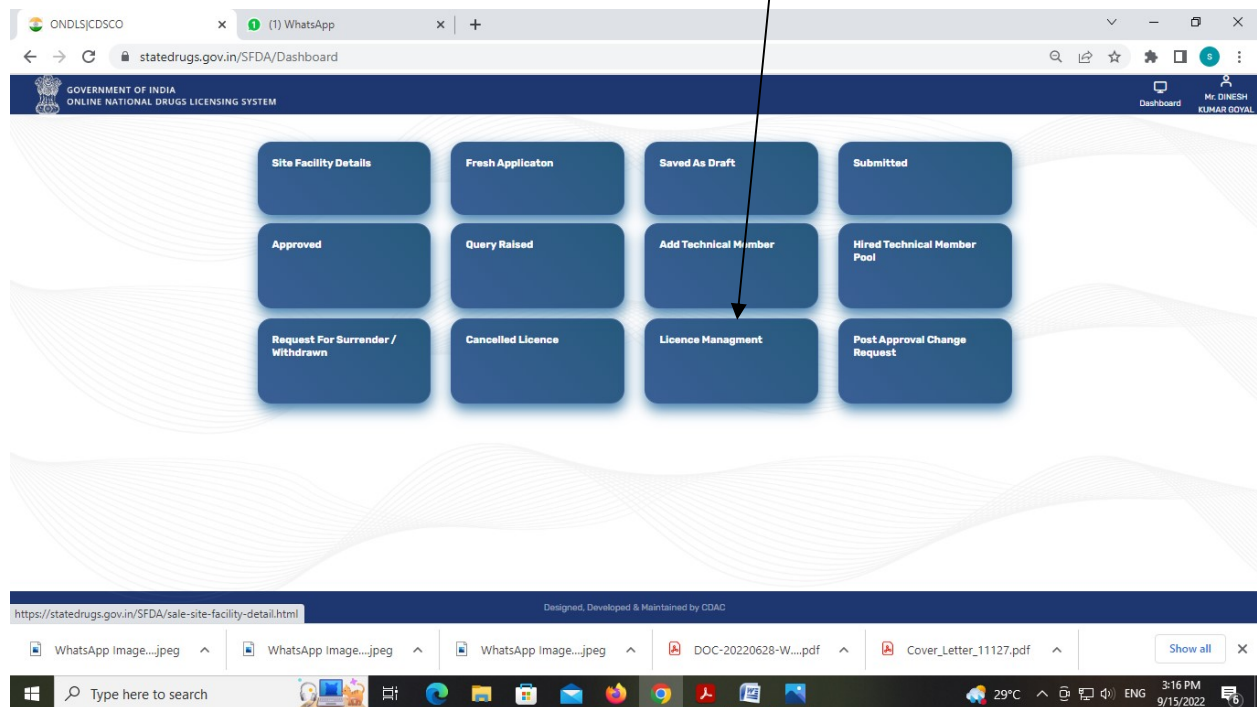 ONDLS|CDSCO
1
(1) WhatsApp
statedrugs.gov.in/SFDA/Dashboard
s
GOVERNMENT OF INDIA
ONLINE NATIONAL DRUGS LICENSING SYSTEM
Dashboard
Mr. DINESH
KUMAR GOYAL
Site Facility Details
Fresh Applicaton
Saved As Draft
Submitted
Approved
Query Raised
Add Technical Member
Hired Technical Member
Pool
Request For Surrender /
Withdrawn
Cancelled Licence
Licence Managment
Post Approval Change
Request
https://statedrugs.gov.in/SFDA/sale-site-facility-detail.html
Designed, Developed & Maintained by CDAC
WhatsApp Image....jpeg
WhatsApp Image....jpeg
WhatsApp Image....jpeg
DOC-20220628-W....pdf
Cover_Letter_11127.pdf
Show all
Type here to search
29°C
ENG
3:16 PM
9/15/2022
6